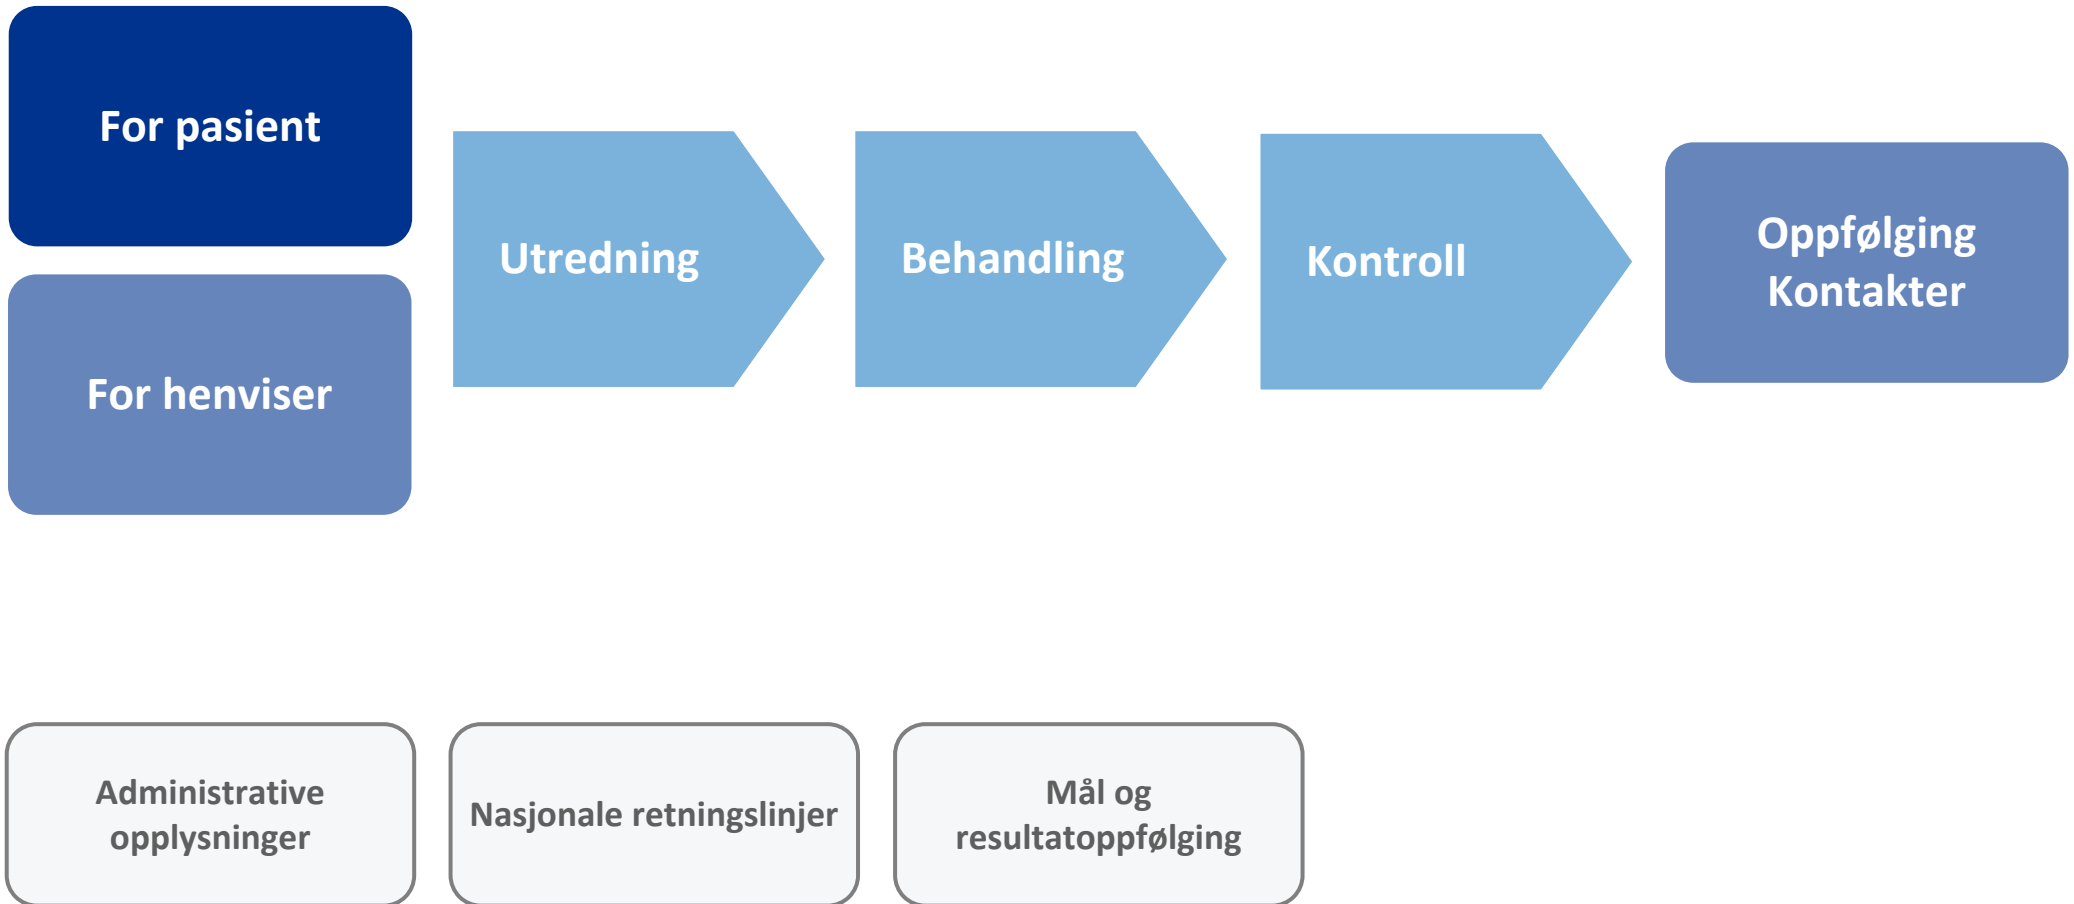 For pasient
For henviser
Utredning
Behandling
Kontroll
Oppfølging
Kontakter
Administrative
opplysninger
Nasjonale retningslinjer
Mål og
resultatoppfølging